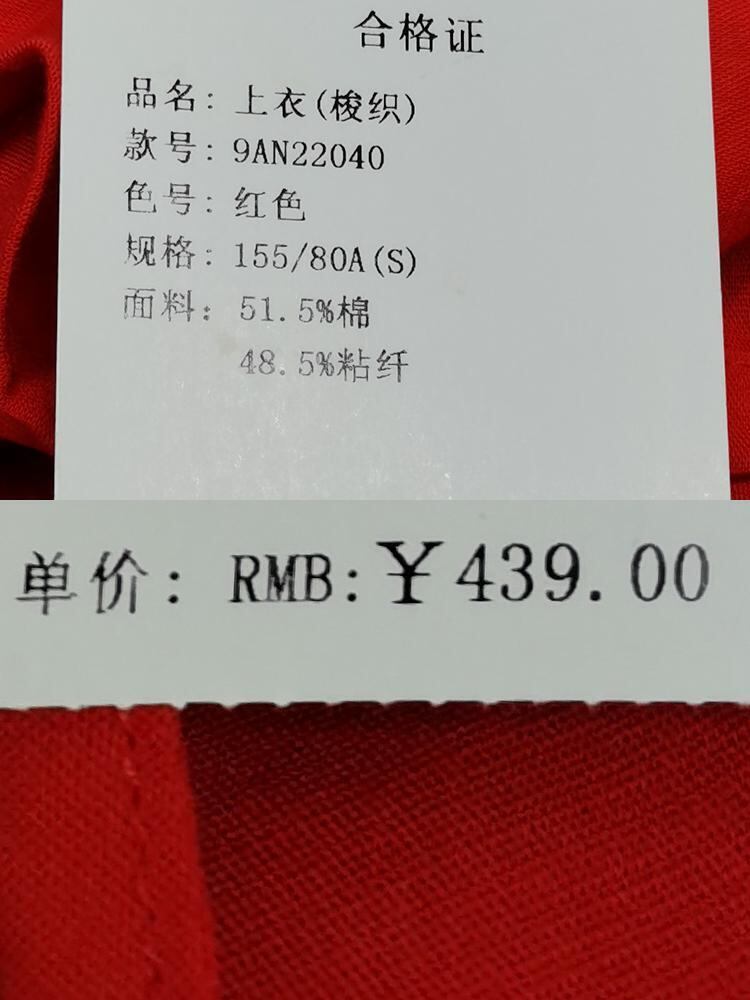 合格证
品名: 上衣(梭织)
款号: 9AN22040
色号: 红色
规格: 155/80A(S)
面料: 51.5%棉
48.5%粘纤
单价: RMB:￥439.00